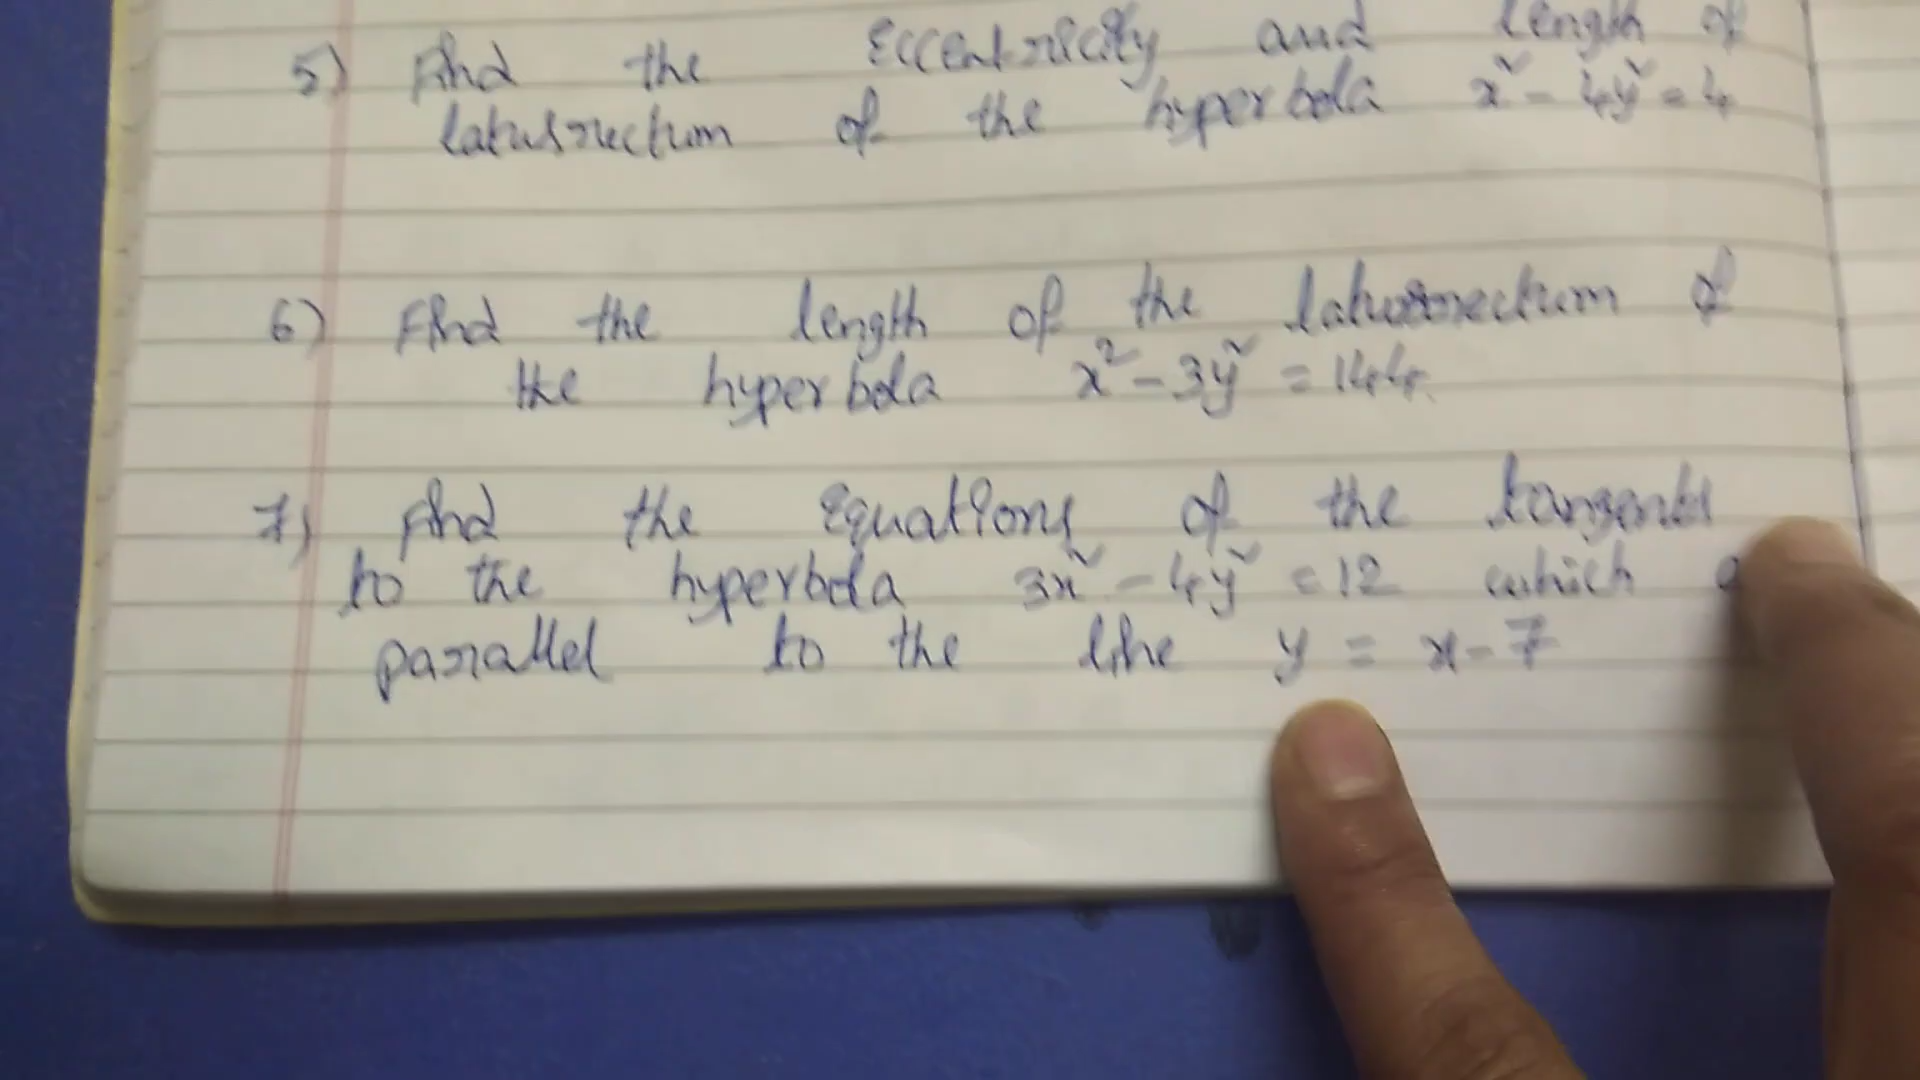 5) Find the Eccentricity and length of
latusrectum of the hyperbola x² - 4y² = 4
6) Find the length of the latusrectum of
the hyperbola x² - 3y² = 144.
7) Find the Equations of the tangents
to the hyperbola 3x² - 4y² = 12 which
parallel to the line y = x - 7